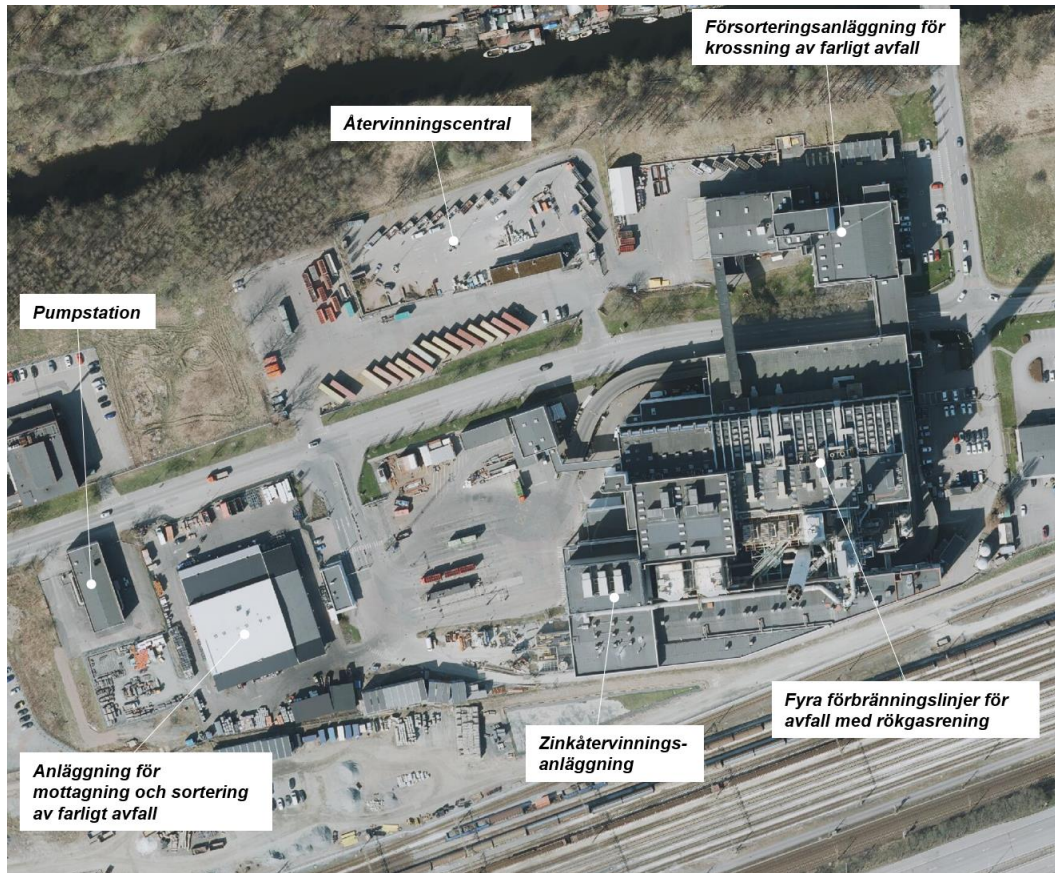 Försorteringsanläggning för
krossning av farligt avfall
Återvinningscentral
Pumpstation
Fyra förbränningslinjer för
avfall med rökgasrening
Zinkåtervinnings-
anläggning
Anläggning för
mottagning och sortering
av farligt avfall